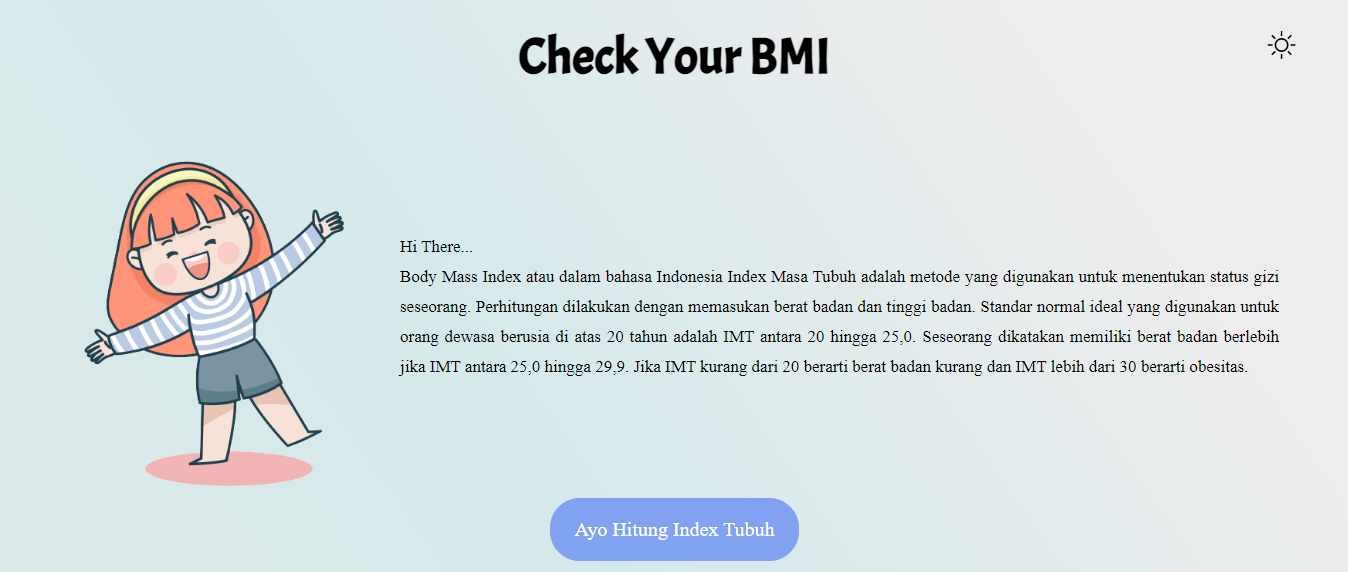 Check Your BMI
Hi There...
Body Mass Index atau dalam bahasa Indonesia Index Masa Tubuh adalah metode yang digunakan untuk menentukan status gizi
seseorang. Perhitungan dilakukan dengan memasukan berat badan dan tinggi badan. Standar normal ideal yang digunakan untuk
orang dewasa berusia di atas 20 tahun adalah IMT antara 20 hingga 25,0. Seseorang dikatakan memiliki berat badan berlebih
jika IMT antara 25,0 hingga 29,9. Jika IMT kurang dari 20 berarti berat badan kurang dan IMT lebih dari 30 berarti obesitas.
Ayo Hitung Index Tubuh